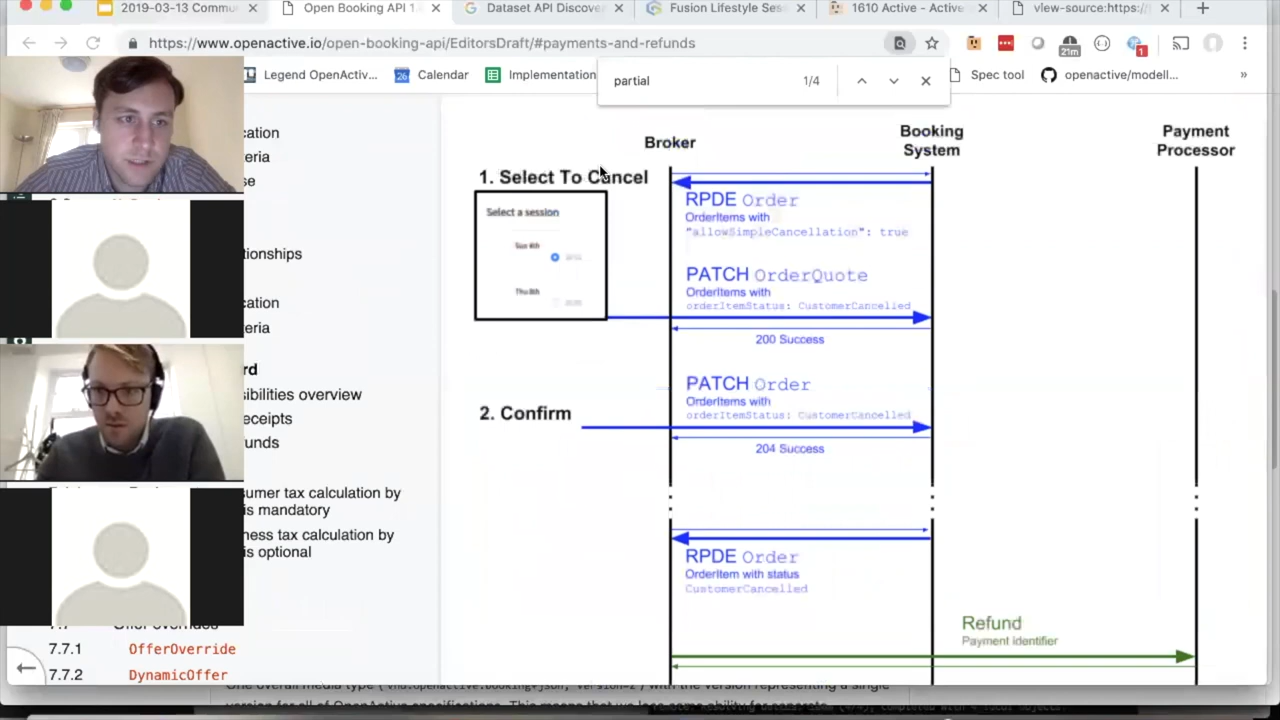 2019-03-13 Commu
Open Booking API 1.
Dataset API Discove
Fusion Lifestyle Ses
1610 Active - Active
view-source:https://
https://www.openactive.io/open-booking-api/EditorsDraft/#payments-and-refunds
21m
1
Legend OpenActiv...
26
Calendar
Implementation
partial
1/4
Spec tool
openactive/modell...
»
cation
eria
se
tionships
cation
eria
rd
sibilities overview
eceipts
unds
sumer tax calculation by
is mandatory
ness tax calculation by
is optional
7.7.1
OfferOverride
7.7.2
DynamicOffer
Broker
Booking
System
Payment
Processor
1. Select To Cancel
Select a session
Thu 8th
RPDE Order
OrderItems with
"allowSimpleCancellation": true
PATCH OrderQuote
OrderItems with
orderItemStatus: CustomerCancelled
200 Success
PATCH Order
OrderItems with
orderItemStatus: CustomerCancelled
2. Confirm
204 Success
RPDE Order
OrderItem with status
CustomerCancelled
Refund
Payment identifier